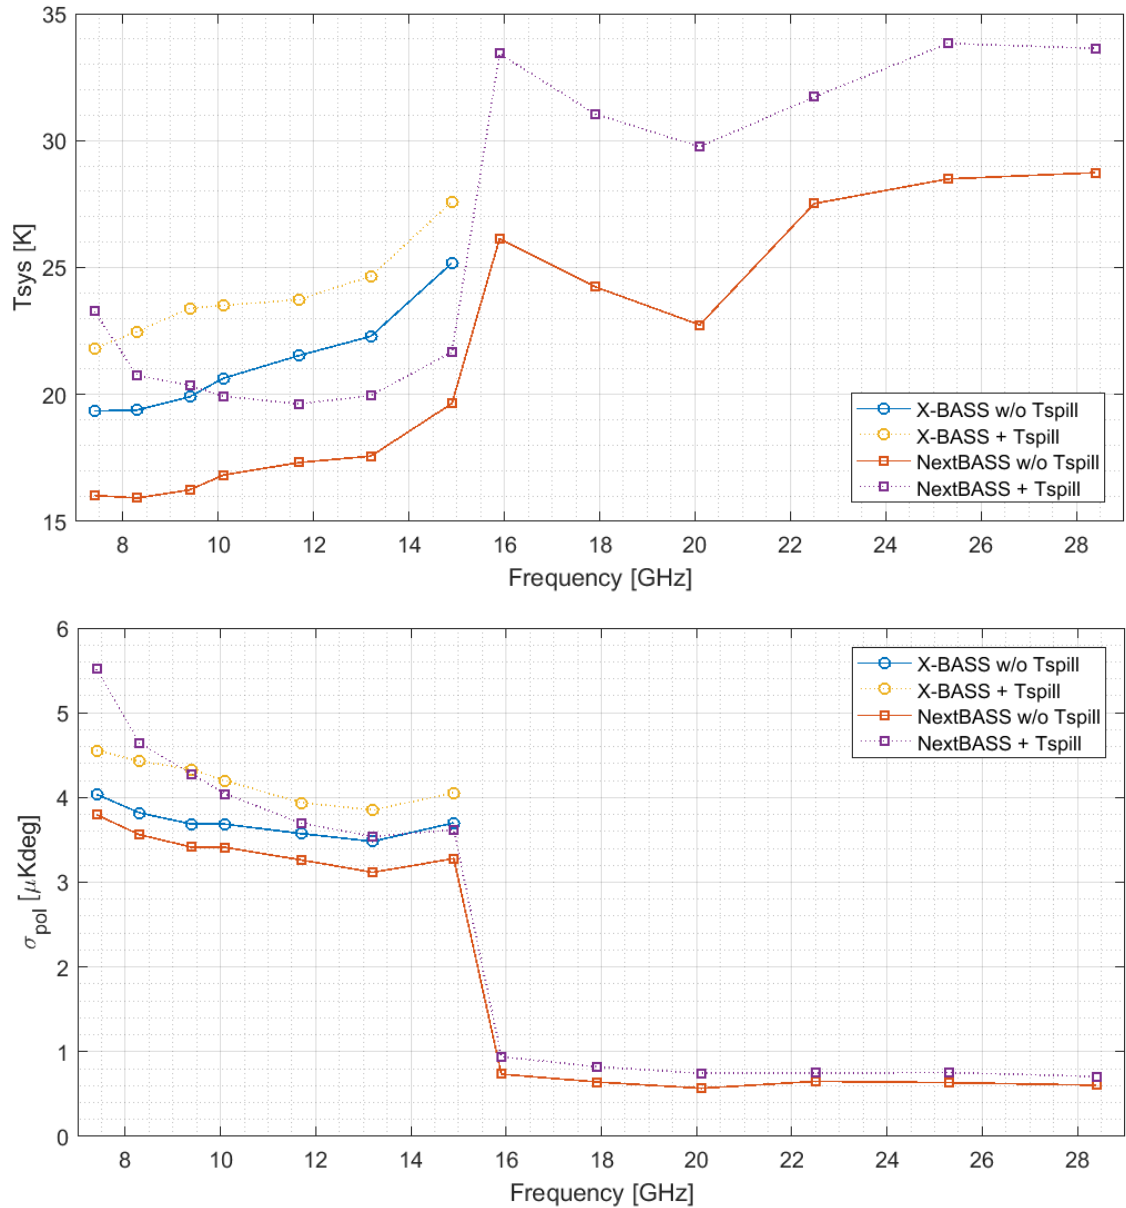 35
30
25
20
15
Tsys [K]
X-BASS w/o Tspill
X-BASS + Tspill
NextBASS w/o Tspill
NextBASS + Tspill
8 10 12 14 16 18 20 22 24 26 28
Frequency [GHz]
6
5
4
3
2
1
0
σpol [μKdeg]
X-BASS w/o Tspill
X-BASS + Tspill
NextBASS w/o Tspill
NextBASS + Tspill
8 10 12 14 16 18 20 22 24 26 28
Frequency [GHz]